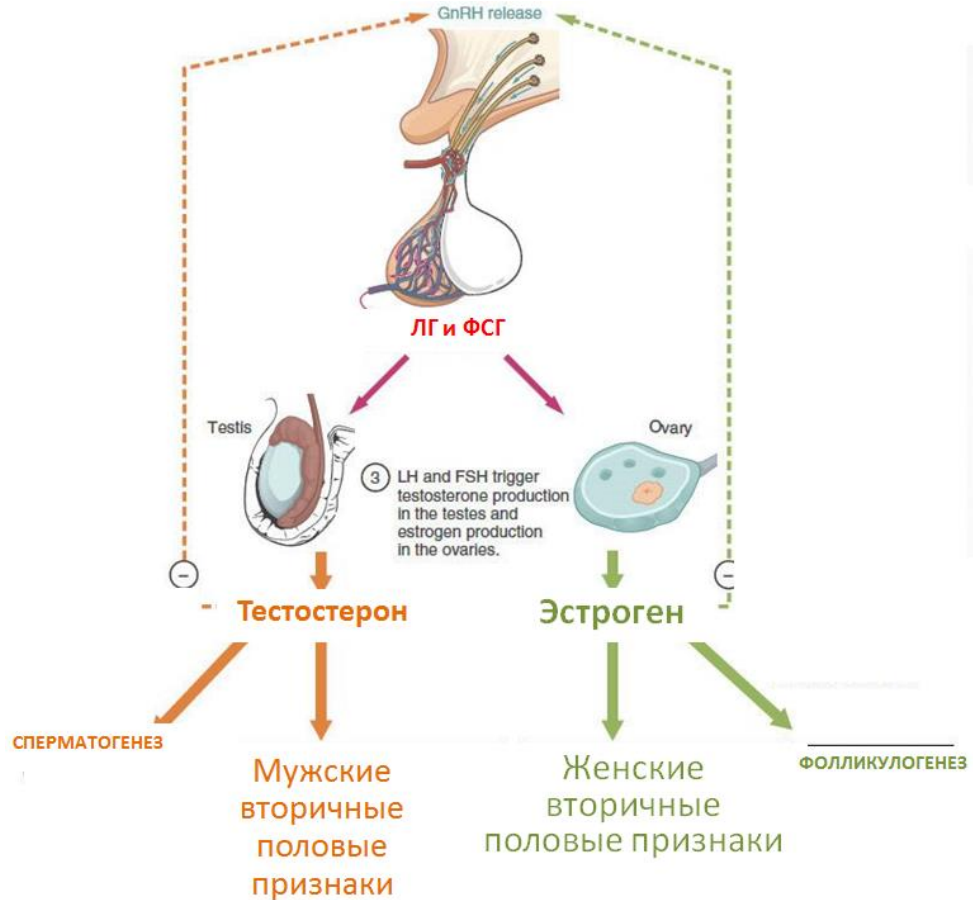 GnRH release
ЛГ и ФСГ
Testis
Ovary
3 LH and FSH trigger
testosterone production
in the testes and
estrogen production
in the ovaries.
−
−
Тестостерон
Эстроген
СПЕРМАТОГЕНЕЗ
ФОЛЛИКУЛОГЕНЕЗ
Мужские
вторичные
половые
признаки
Женские
вторичные
половые признаки